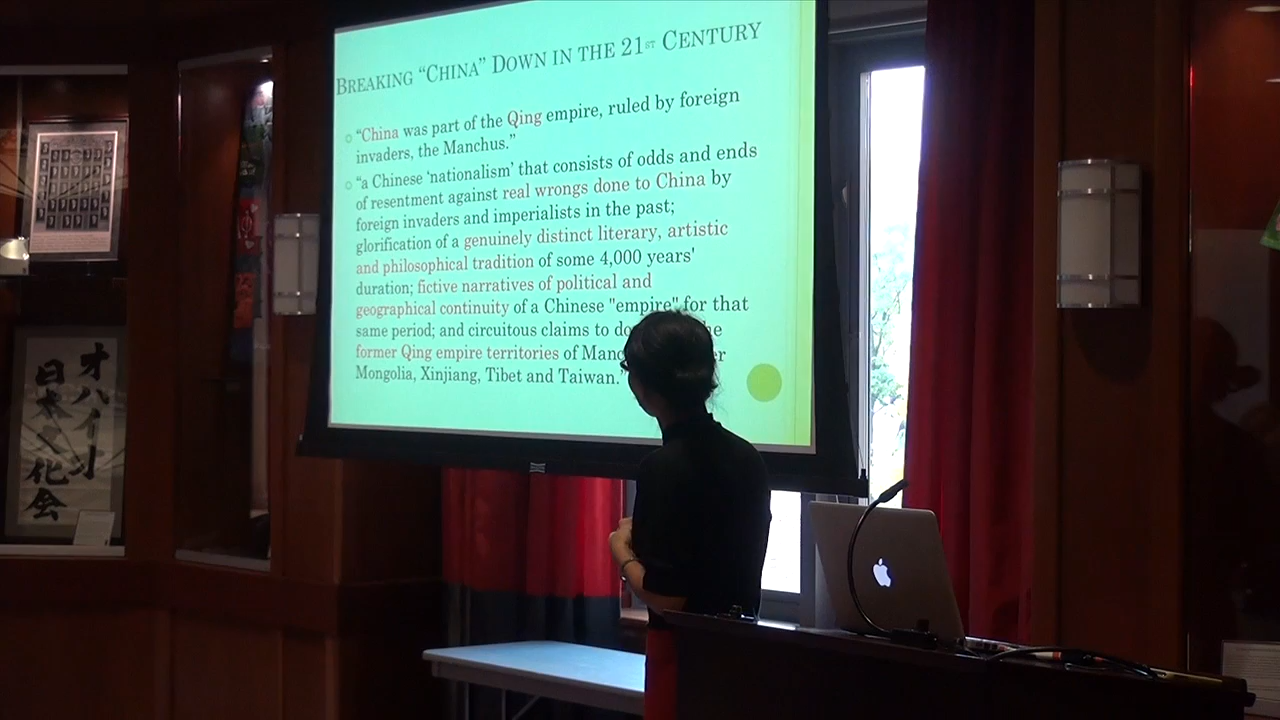 BREAKING “CHINA” DOWN IN THE 21ST CENTURY
“China was part of the Qing empire, ruled by foreign
invaders, the Manchus.”
“a Chinese ‘nationalism’ that consists of odds and ends
of resentment against real wrongs done to China by
foreign invaders and imperialists in the past;
glorification of a genuinely distinct literary, artistic
and philosophical tradition of some 4,000 years'
duration; fictive narratives of political and
geographical continuity of a Chinese "empire" for that
same period; and circuitous claims to
former Qing empire territories of
Mongolia, Xinjiang, Tibet and Taiwan.”
オハイオ
日本文化会